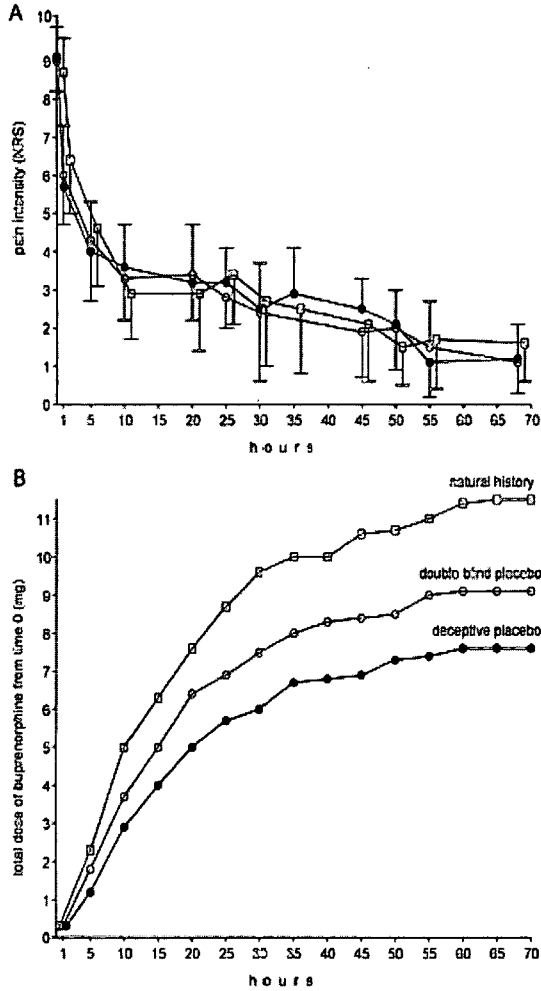 A
pain intensity (NRS)
10
9
8
7
6
5
4
3
2
1
0
1 5 10 15 20 25 30 35 40 45 50 55 60 65 70
hours
B
total dose of buprenorphine from time 0 (mg)
11
10
9
8
7
6
5
4
3
2
1
0
natural history
double blind placebo
deceptive placebo
1 5 10 15 20 25 30 35 40 45 50 55 60 65 70
hours